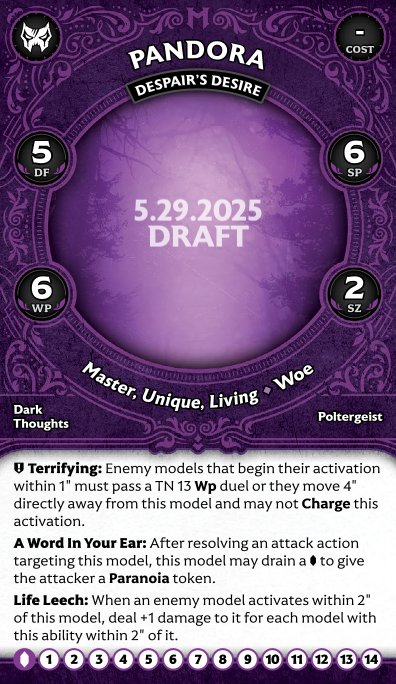 M
-
COST
PANDORA
DESPAIR'S DESIRE
5
DF
6
SP
5.29.2025
DRAFT
6
WP
2
SZ
Master, Unique, Living ♦ Woe
Dark
Thoughts
Poltergeist
Terrifying: Enemy models that begin their activation
within 1" must pass a TN 13 Wp duel or they move 4"
directly away from this model and may not Charge this
activation.
A Word In Your Ear: After resolving an attack action
targeting this model, this model may drain a to give
the attacker a Paranoia token.
Life Leech: When an enemy model activates within 2"
of this model, deal +1 damage to it for each model with
this ability within 2" of it.
1 2 3 4 5 6 7 8 9 10 11 12 13 14